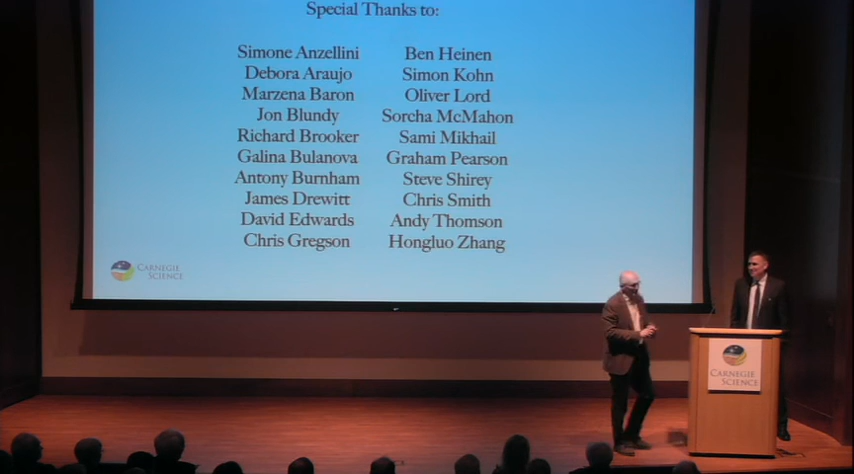 Special Thanks to:
Simone Anzellini
Debora Araujo
Marzena Baron
Jon Blundy
Richard Brooker
Galina Bulanova
Antony Burnham
James Drewitt
David Edwards
Chris Gregson
Ben Heinen
Simon Kohn
Oliver Lord
Sorcha McMahon
Sami Mikhail
Graham Pearson
Steve Shirey
Chris Smith
Andy Thomson
Hongluo Zhang
CARNEGIE
SCIENCE
CARNEGIE
SCIENCE